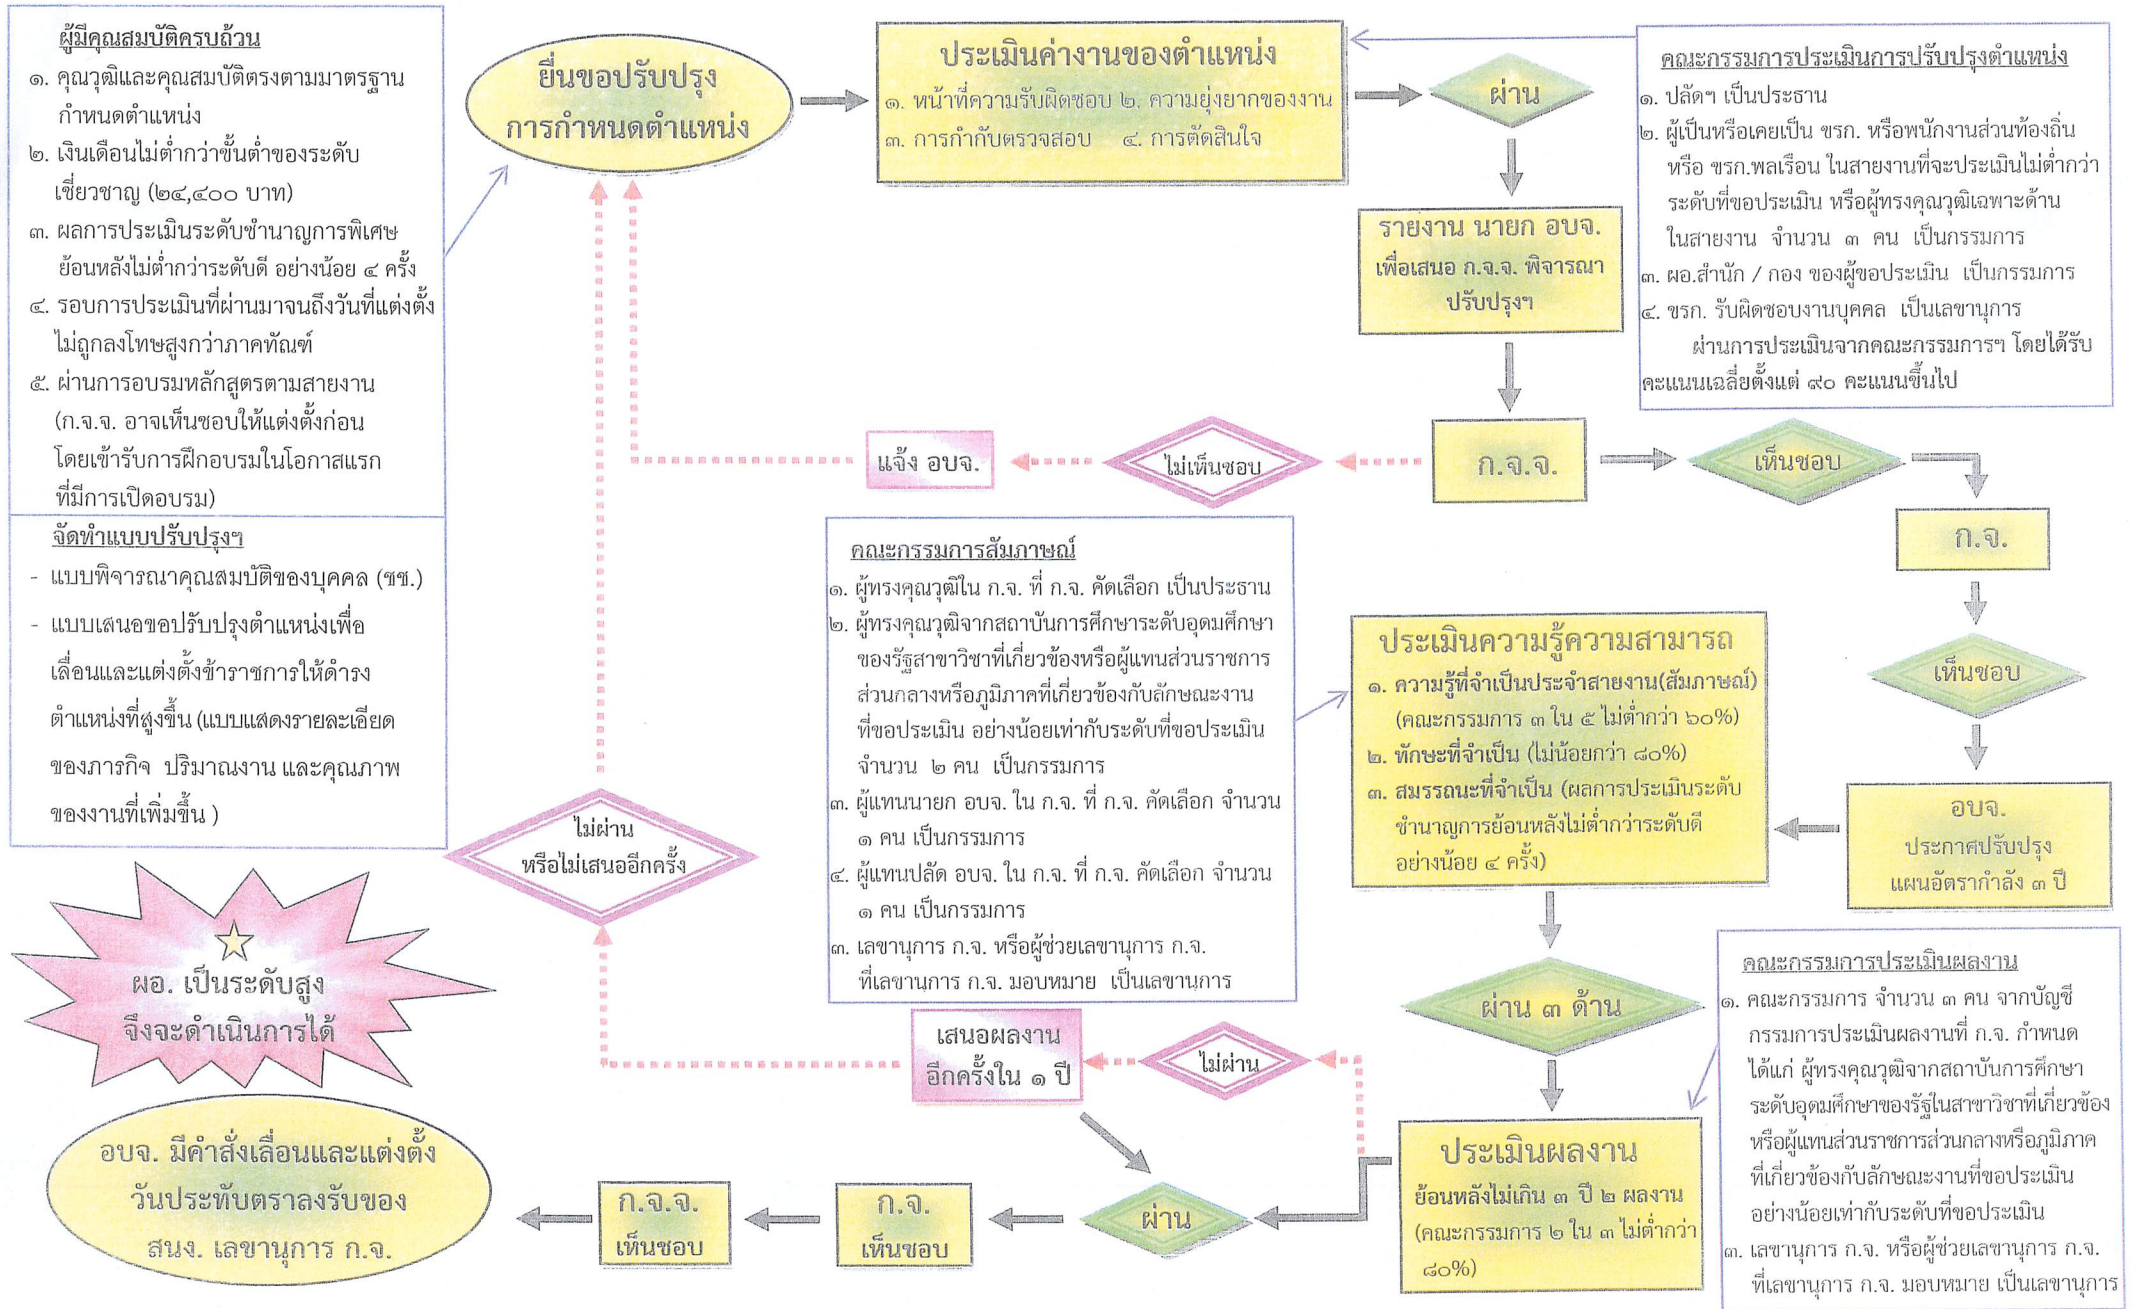 ผู้มีคุณสมบัติครบถ้วน
๑. คุณวุฒิและคุณสมบัติตรงตามมาตรฐาน
กำหนดตำแหน่ง
๒. เงินเดือนไม่ต่ำกว่าขั้นต่ำของระดับ
เชี่ยวชาญ (๒๔,๔๐๐ บาท)
๓. ผลการประเมินระดับชำนาญการพิเศษ
ย้อนหลังไม่ต่ำกว่าระดับดี อย่างน้อย ๔ ครั้ง
๔. รอบการประเมินที่ผ่านมาจนถึงวันที่แต่งตั้ง
ไม่ถูกลงโทษสูงกว่าภาคทัณฑ์
๕. ผ่านการอบรมหลักสูตรตามสายงาน
(ก.จ.จ. อาจเห็นชอบให้แต่งตั้งก่อน
โดยเข้ารับการฝึกอบรมในโอกาสแรก
ที่มีการเปิดอบรม)
จัดทำแบบปรับปรุงฯ
- แบบพิจารณาคุณสมบัติของบุคคล (ชช.)
- แบบเสนอขอปรับปรุงตำแหน่งเพื่อ
เลื่อนและแต่งตั้งข้าราชการให้ดำรง
ตำแหน่งที่สูงขึ้น (แบบแสดงรายละเอียด
ของภารกิจ ปริมาณงาน และคุณภาพ
ของงานที่เพิ่มขึ้น )
ยื่นขอปรับปรุง
การกำหนดตำแหน่ง
ประเมินค่างานของตำแหน่ง
๑. หน้าที่ความรับผิดชอบ ๒. ความยุ่งยากของงาน
๓. การกำกับตรวจสอบ ๔. การตัดสินใจ
ผ่าน
คณะกรรมการประเมินการปรับปรุงตำแหน่ง
๑. ปลัดฯ เป็นประธาน
๒. ผู้เป็นหรือเคยเป็น ขรก. หรือพนักงานส่วนท้องถิ่น
หรือ ขรก.พลเรือน ในสายงานที่จะประเมินไม่ต่ำกว่า
ระดับที่ขอประเมิน หรือผู้ทรงคุณวุฒิเฉพาะด้าน
ในสายงาน จำนวน ๓ คน เป็นกรรมการ
๓. ผอ.สำนัก / กอง ของผู้ขอประเมิน เป็นกรรมการ
๔. ขรก. รับผิดชอบงานบุคคล เป็นเลขานุการ
ผ่านการประเมินจากคณะกรรมการฯ โดยได้รับ
คะแนนเฉลี่ยตั้งแต่ ๙๐ คะแนนขึ้นไป
รายงาน นายก อบจ.
เพื่อเสนอ ก.จ.จ. พิจารณา
ปรับปรุงฯ
แจ้ง อบจ.
ไม่เห็นชอบ
ก.จ.จ.
เห็นชอบ
ก.จ.
เห็นชอบ
อบจ.
ประกาศปรับปรุง
แผนอัตรากำลัง ๓ ปี
คณะกรรมการสัมภาษณ์
๑. ผู้ทรงคุณวุฒิใน ก.จ. ที่ ก.จ. คัดเลือก เป็นประธาน
๒. ผู้ทรงคุณวุฒิจากสถาบันการศึกษาระดับอุดมศึกษา
ของรัฐสาขาวิชาที่เกี่ยวข้องหรือผู้แทนส่วนราชการ
ส่วนกลางหรือภูมิภาคที่เกี่ยวข้องกับลักษณะงาน
ที่ขอประเมิน อย่างน้อยเท่ากับระดับที่ขอประเมิน
จำนวน ๒ คน เป็นกรรมการ
๓. ผู้แทนนายก อบจ. ใน ก.จ. ที่ ก.จ. คัดเลือก จำนวน
๑ คน เป็นกรรมการ
๔. ผู้แทนปลัด อบจ. ใน ก.จ. ที่ ก.จ. คัดเลือก จำนวน
๑ คน เป็นกรรมการ
๓. เลขานุการ ก.จ. หรือผู้ช่วยเลขานุการ ก.จ.
ที่เลขานุการ ก.จ. มอบหมาย เป็นเลขานุการ
ประเมินความรู้ความสามารถ
๑. ความรู้ที่จำเป็นประจำสายงาน(สัมภาษณ์)
(คณะกรรมการ ๓ ใน ๕ ไม่ต่ำกว่า ๖๐%)
๒. ทักษะที่จำเป็น (ไม่น้อยกว่า ๘๐%)
๓. สมรรถนะที่จำเป็น (ผลการประเมินระดับ
ชำนาญการย้อนหลังไม่ต่ำกว่าระดับดี
อย่างน้อย ๔ ครั้ง)
ไม่ผ่าน
หรือไม่เสนออีกครั้ง
ผ่าน ๓ ด้าน
คณะกรรมการประเมินผลงาน
๑. คณะกรรมการ จำนวน ๓ คน จากบัญชี
กรรมการประเมินผลงานที่ ก.จ. กำหนด
ได้แก่ ผู้ทรงคุณวุฒิจากสถาบันการศึกษา
ระดับอุดมศึกษาของรัฐในสาขาวิชาที่เกี่ยวข้อง
หรือผู้แทนส่วนราชการส่วนกลางหรือภูมิภาค
ที่เกี่ยวข้องกับลักษณะงานที่ขอประเมิน
อย่างน้อยเท่ากับระดับที่ขอประเมิน
๓. เลขานุการ ก.จ. หรือผู้ช่วยเลขานุการ ก.จ.
ที่เลขานุการ ก.จ. มอบหมาย เป็นเลขานุการ
ผอ. เป็นระดับสูง
จึงจะดำเนินการได้
เสนอผลงาน
อีกครั้งใน ๑ ปี
ไม่ผ่าน
ประเมินผลงาน
ย้อนหลังไม่เกิน ๓ ปี ๒ ผลงาน
(คณะกรรมการ ๒ ใน ๓ ไม่ต่ำกว่า
๘๐%)
ผ่าน
ก.จ.
เห็นชอบ
ก.จ.จ.
เห็นชอบ
อบจ. มีคำสั่งเลื่อนและแต่งตั้ง
วันประทับตราลงรับของ
สนง. เลขานุการ ก.จ.